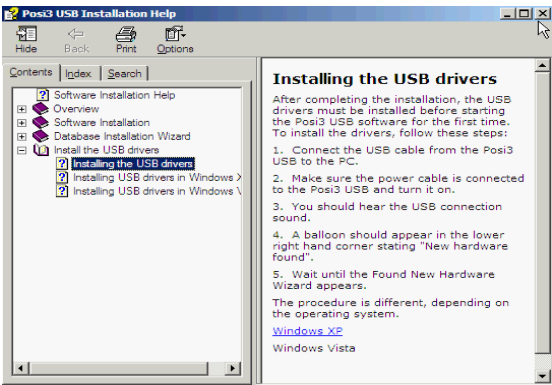 Posi3 USB Installation Help
Hide Back Print Options
Contents Index Search
Software Installation Help
Overview
Software Installation
Database Installation Wizard
Install the USB drivers
Installing the USB drivers
Installing USB drivers in Windows X
Installing USB drivers in Windows V
Installing the USB drivers
After completing the installation, the USB
drivers must be installed before starting
the Posi3 USB software for the first time.
To install the drivers, follow these steps:
1. Connect the USB cable from the Posi3
USB to the PC.
2. Make sure the power cable is connected
to the Posi3 USB and turn it on.
3. You should hear the USB connection
sound.
4. A balloon should appear in the lower
right hand corner stating "New hardware
found".
5. Wait until the Found New Hardware
Wizard appears.
The procedure is different, depending on
the operating system.
Windows XP
Windows Vista